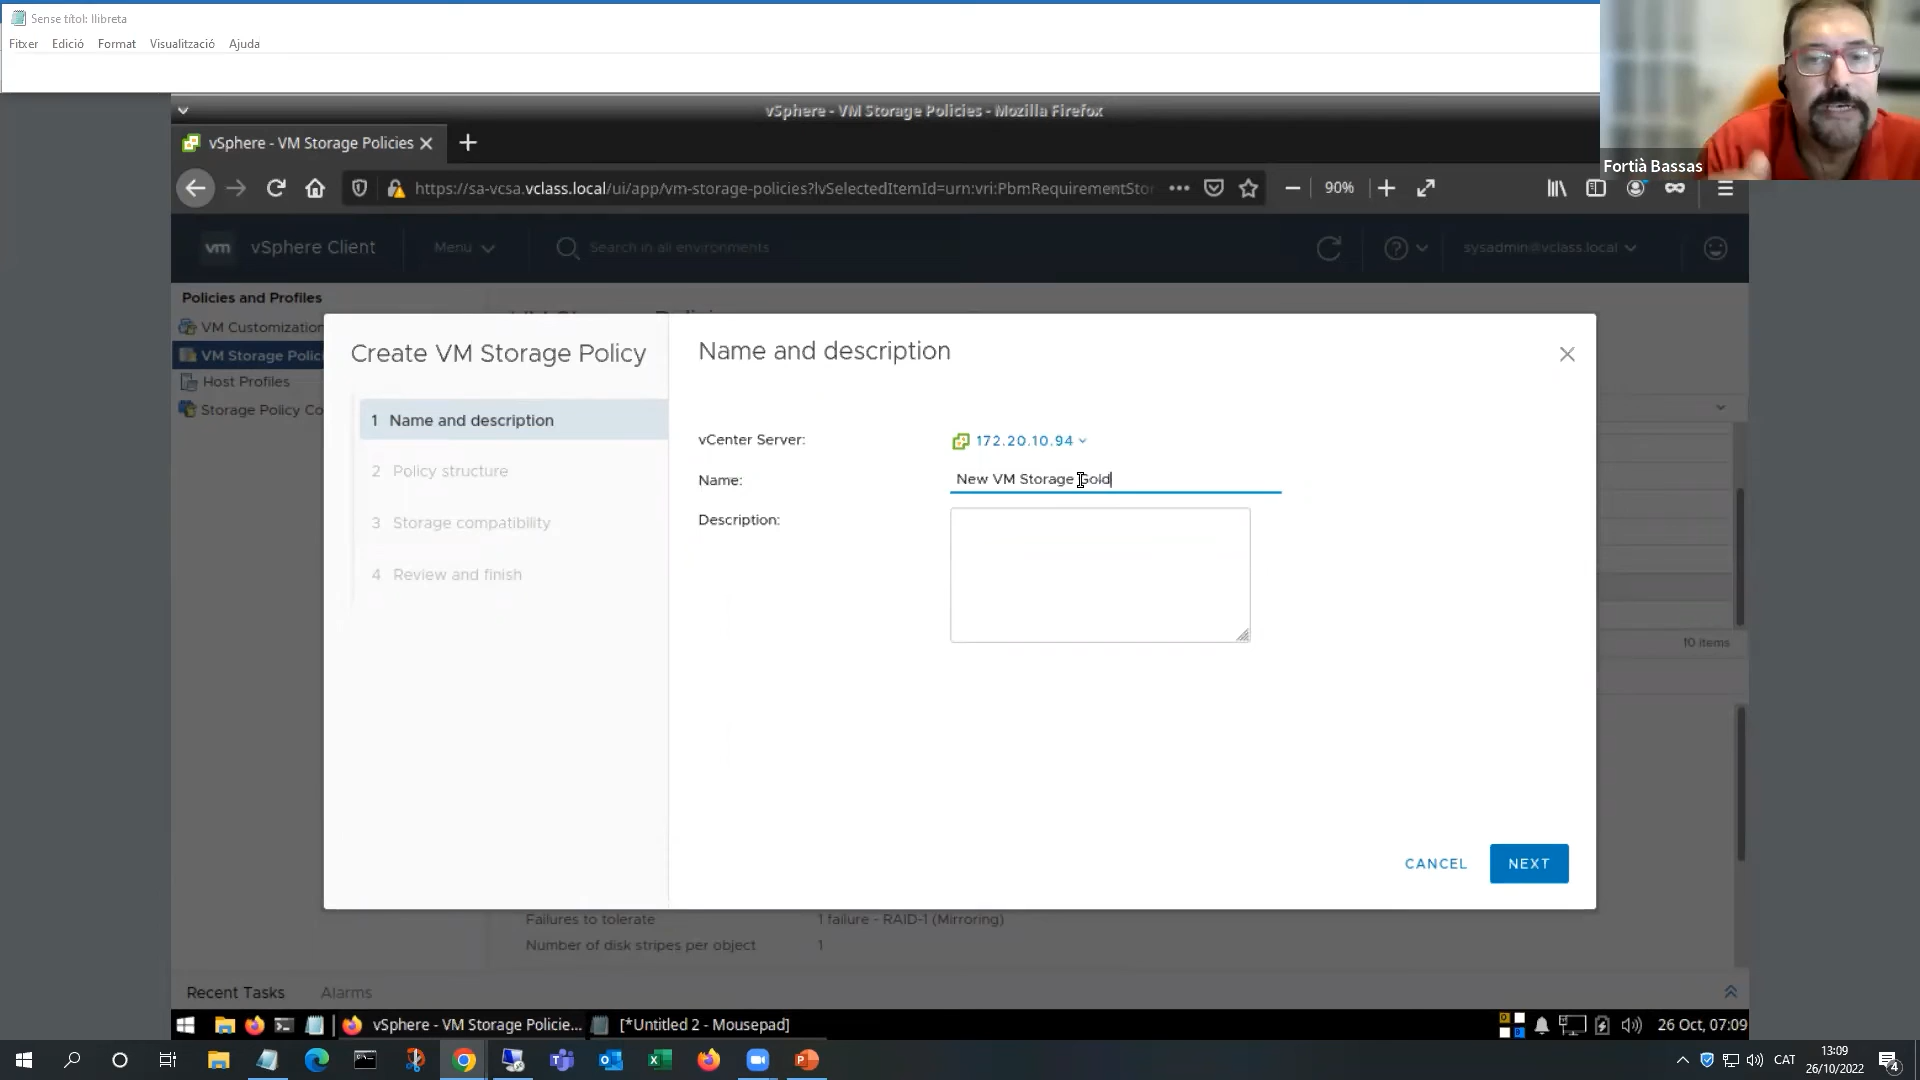 Sense títol: llibreta
Fitxer Edició Format Visualització Ajuda
Fortià Bassas
vSphere - VM Storage Policies - Mozilla Firefox
vSphere - VM Storage Policies
https://sa-vcsa.vclass.local/ui/app/vm-storage-policies?lvSelectedItemId=urn:vri:PbmRequirementSto
90%
vm vSphere Client Menu Search in all environments sysadmin@vclass.local
Policies and Profiles
VM Customization
VM Storage Polici
Host Profiles
Storage Policy Co
Create VM Storage Policy
1 Name and description
2 Policy structure
3 Storage compatibility
4 Review and finish
Name and description
vCenter Server: 172.20.10.94
Name: New VM Storage Gold
Description:
10 items
CANCEL NEXT
Failures to tolerate 1 failure - RAID-1 (Mirroring)
Number of disk stripes per object 1
Recent Tasks Alarms
vSphere - VM Storage Policie... [*Untitled 2 - Mousepad] 26 Oct, 07:09
CAT 13:09
26/10/2022
4